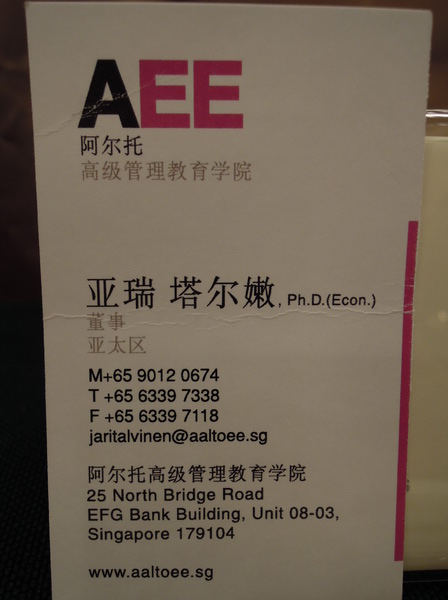 AEE
阿尔托
高级管理教育学院
亚瑞 塔尔嫩, Ph.D.(Econ.)
董事
亚太区
M+65 9012 0674
T +65 6339 7338
F +65 6339 7118
jaritalvinen@aaltoee.sg
阿尔托高级管理教育学院
25 North Bridge Road
EFG Bank Building, Unit 08-03,
Singapore 179104
www.aaltoee.sg